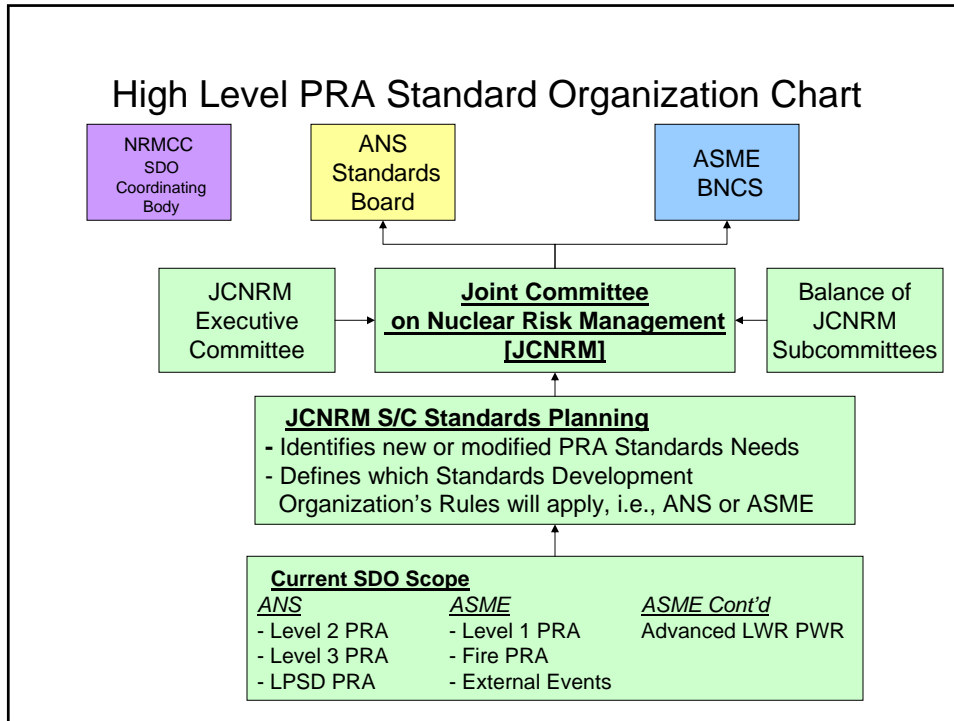 High Level PRA Standard Organization Chart
NRMCC
SDO
Coordinating
Body
ANS
Standards
Board
ASME
BNCS
JCNRM
Executive
Committee
Joint Committee
on Nuclear Risk Management
[JCNRM]
Balance of
JCNRM
Subcommittees
JCNRM S/C Standards Planning
- Identifies new or modified PRA Standards Needs
- Defines which Standards Development
Organization's Rules will apply, i.e., ANS or ASME
Current SDO Scope
ANS ASME ASME Cont'd
- Level 2 PRA - Level 1 PRA Advanced LWR PWR
- Level 3 PRA - Fire PRA
- LPSD PRA - External Events